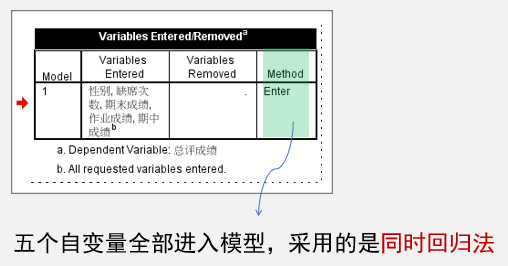 Variables Entered/Removedᵃ
Model Variables Entered Variables Removed Method
1 性别, 缺席次数, 期末成绩, 作业成绩, 期中成绩ᵇ . Enter
a. Dependent Variable: 总评成绩
b. All requested variables entered.
五个自变量全部进入模型，采用的是同时回归法